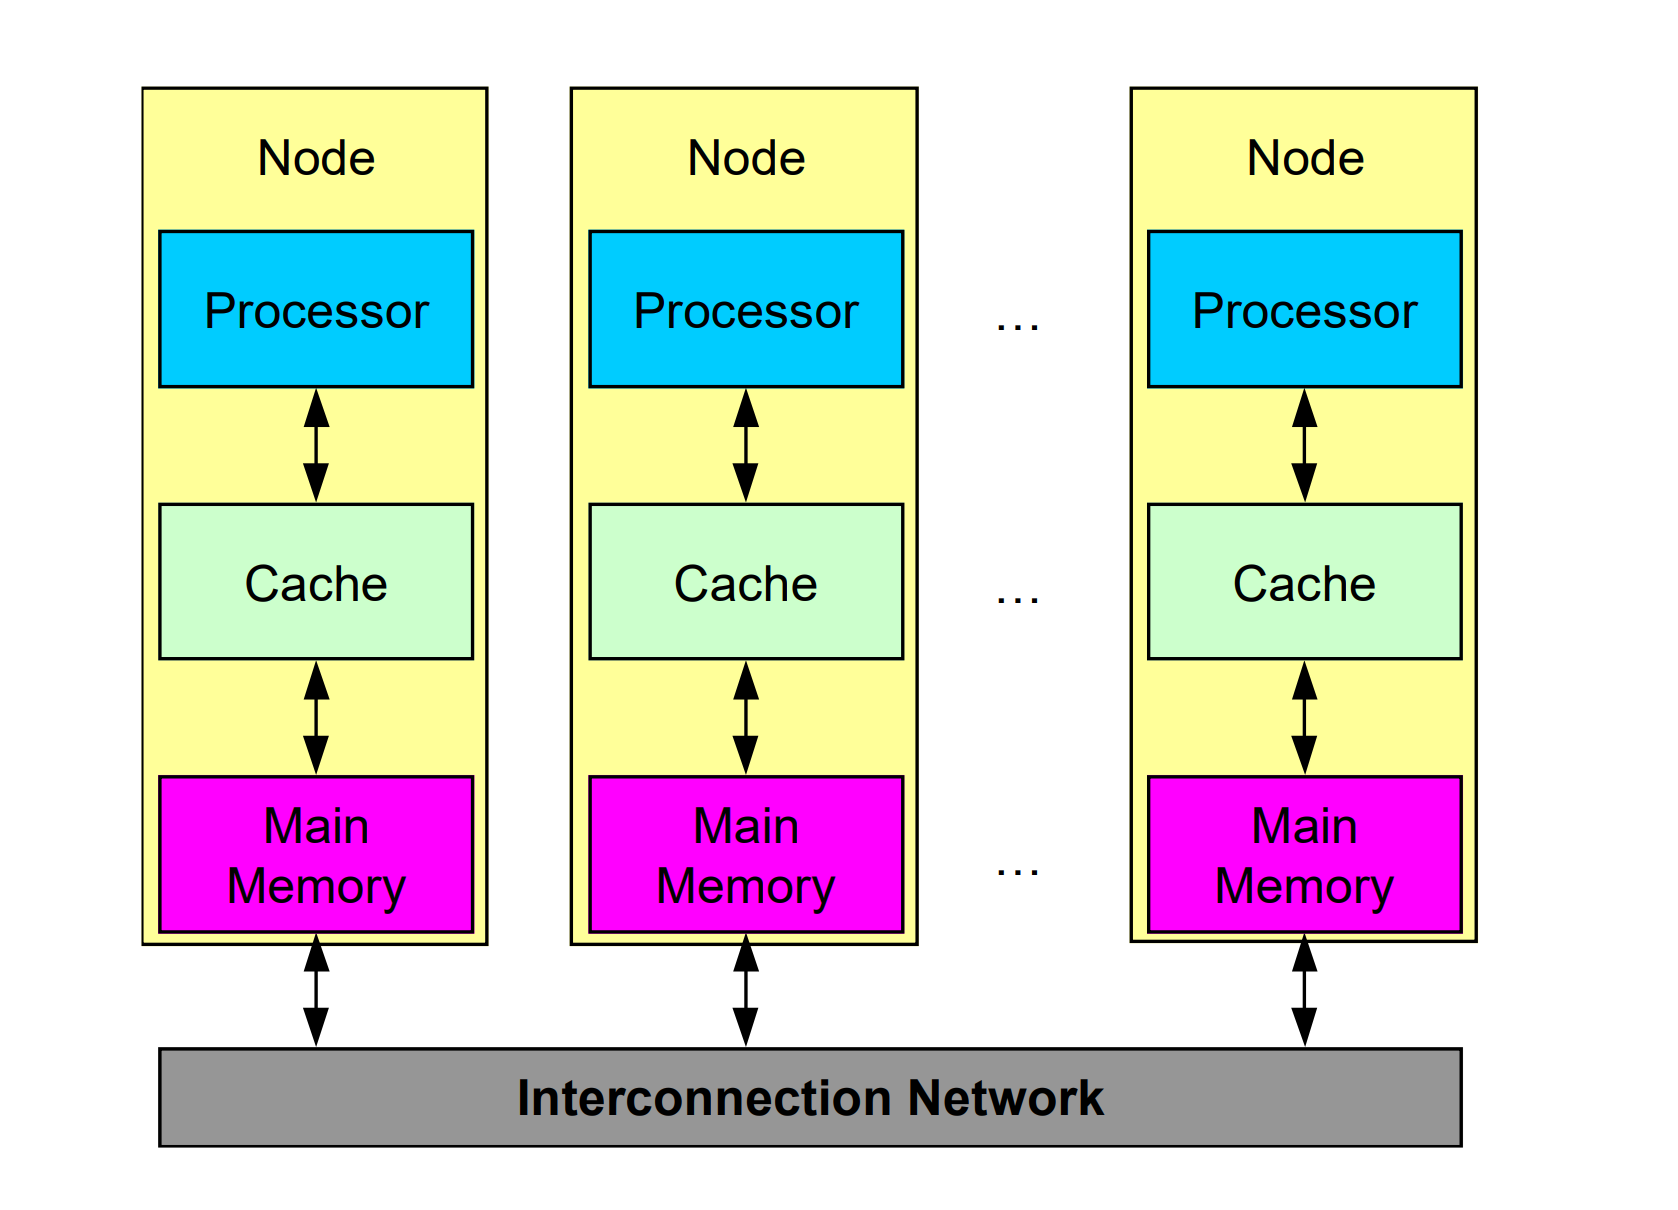 Node
Processor
Cache
Main
Memory
Node
Processor
Cache
Main
Memory
...
...
...
Node
Processor
Cache
Main
Memory
Interconnection Network